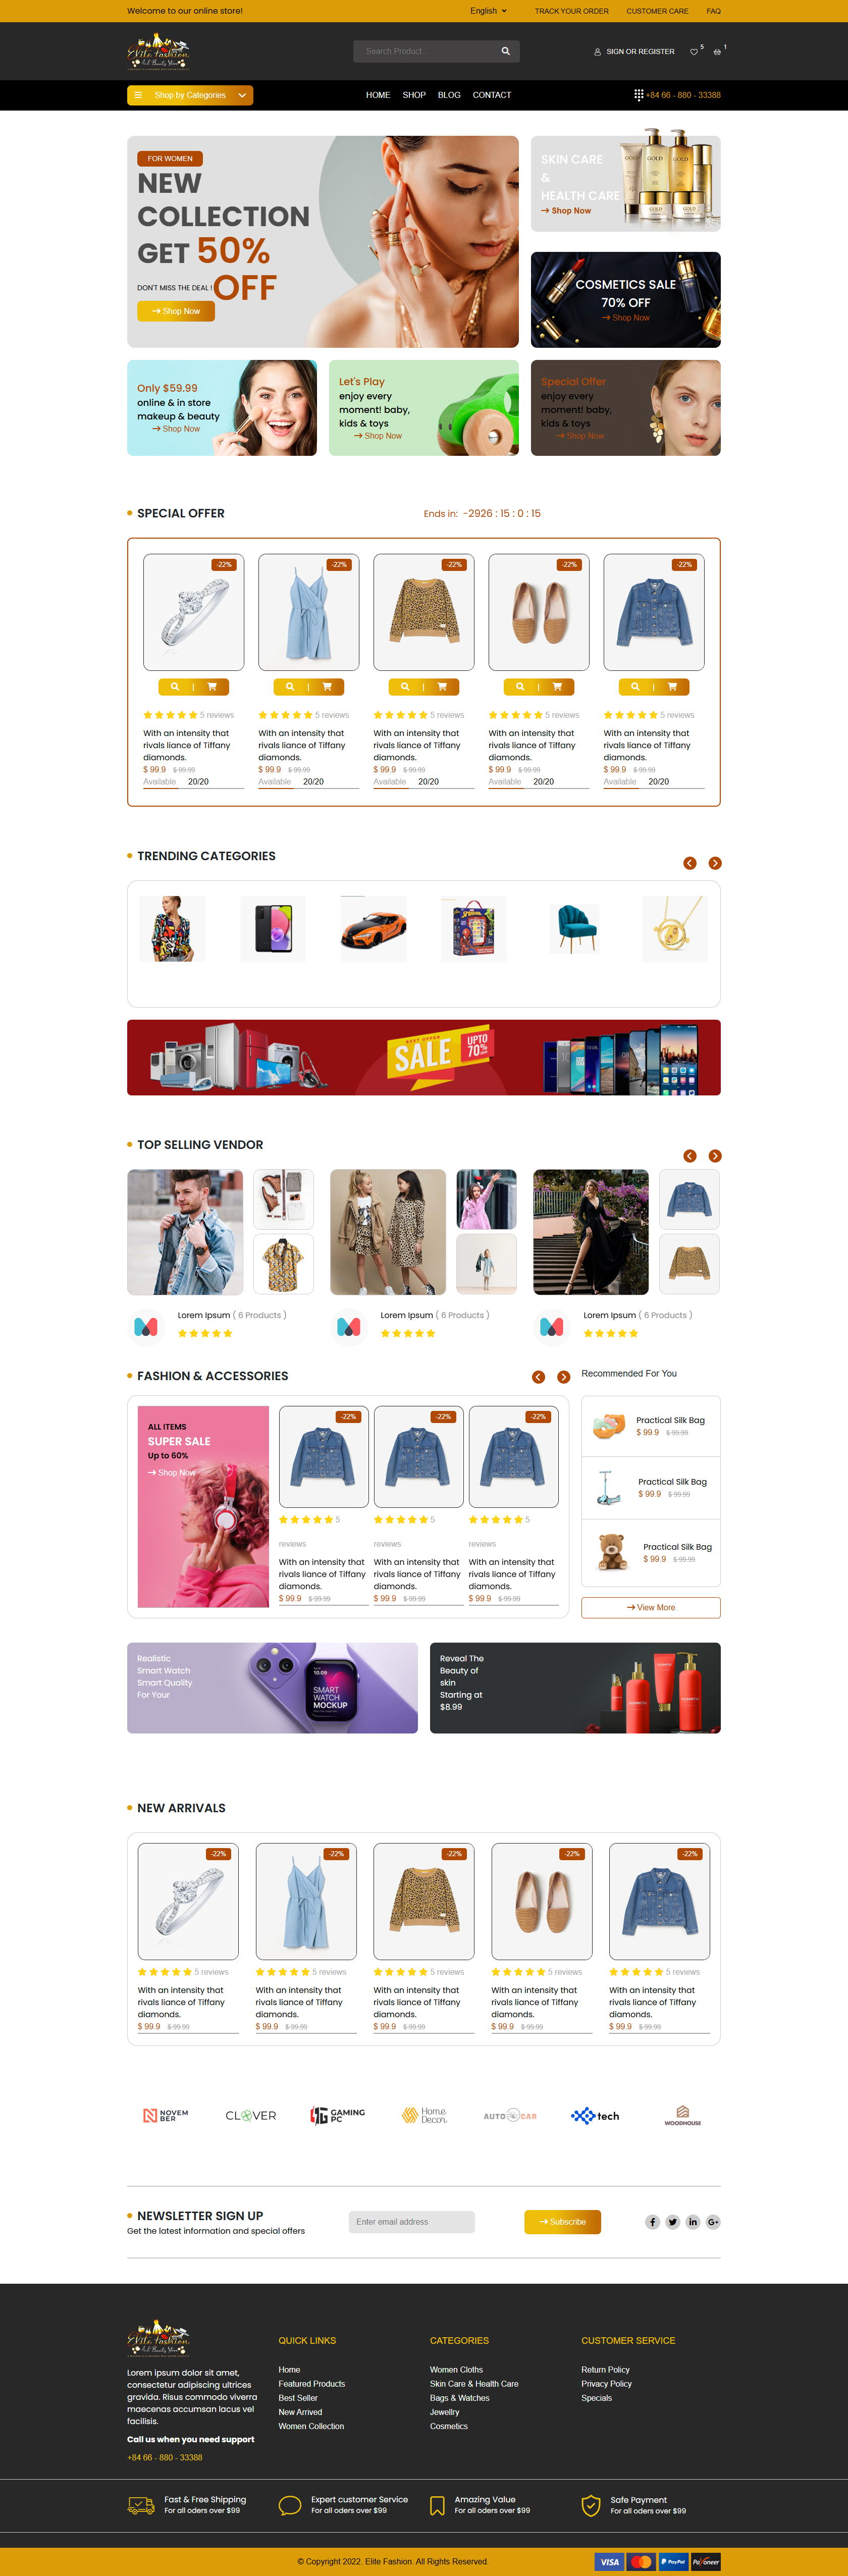 Welcome to our online store!
English
TRACK YOUR ORDER
CUSTOMER CARE
FAQ
Elite Fashion
And Beauty Store
Search Product...
SIGN OR REGISTER
5
1
Shop by Categories
HOME
SHOP
BLOG
CONTACT
+84 66 - 880 - 33388
FOR WOMEN
NEW
COLLECTION
GET 50%
DON'T MISS THE DEAL ! OFF
Shop Now
SKIN CARE
&
HEALTH CARE
Shop Now
GOLD
GOLD
GOLD
GOLD
GOLD
COSMETICS SALE
70% OFF
Shop Now
Only $59.99
online & in store
makeup & beauty
Shop Now
Let's Play
enjoy every
moment! baby,
kids & toys
Shop Now
Special Offer
enjoy every
moment! baby,
kids & toys
Shop Now
SPECIAL OFFER
Ends in: -2926 : 15 : 0 : 15
-22%
-22%
-22%
-22%
-22%
5 reviews
5 reviews
5 reviews
5 reviews
5 reviews
With an intensity that
rivals liance of Tiffany
diamonds.
$ 99.9 $ 99.99
Available 20/20
With an intensity that
rivals liance of Tiffany
diamonds.
$ 99.9 $ 99.99
Available 20/20
With an intensity that
rivals liance of Tiffany
diamonds.
$ 99.9 $ 99.99
Available 20/20
With an intensity that
rivals liance of Tiffany
diamonds.
$ 99.9 $ 99.99
Available 20/20
With an intensity that
rivals liance of Tiffany
diamonds.
$ 99.9 $ 99.99
Available 20/20
TRENDING CATEGORIES
BEST OFFER
SALE
UPTO
70%
TOP SELLING VENDOR
Lorem Ipsum ( 6 Products )
Lorem Ipsum ( 6 Products )
Lorem Ipsum ( 6 Products )
FASHION & ACCESSORIES
ALL ITEMS
SUPER SALE
Up to 60%
Shop Now
-22%
-22%
-22%
5
reviews
5
reviews
5
reviews
With an intensity that
rivals liance of Tiffany
diamonds.
$ 99.9 $ 99.99
With an intensity that
rivals liance of Tiffany
diamonds.
$ 99.9 $ 99.99
With an intensity that
rivals liance of Tiffany
diamonds.
$ 99.9 $ 99.99
Recommended For You
Practical Silk Bag
$ 99.9 $ 99.99
Practical Silk Bag
$ 99.9 $ 99.99
Practical Silk Bag
$ 99.9 $ 99.99
View More
Realistic
Smart Watch
Smart Quality
For Your
10:09
SMART
WATCH
MOCKUP
Reveal The
Beauty of
skin
Starting at
$8.99
NEW ARRIVALS
-22%
-22%
-22%
-22%
-22%
5 reviews
5 reviews
5 reviews
5 reviews
5 reviews
With an intensity that
rivals liance of Tiffany
diamonds.
$ 99.9 $ 99.99
With an intensity that
rivals liance of Tiffany
diamonds.
$ 99.9 $ 99.99
With an intensity that
rivals liance of Tiffany
diamonds.
$ 99.9 $ 99.99
With an intensity that
rivals liance of Tiffany
diamonds.
$ 99.9 $ 99.99
With an intensity that
rivals liance of Tiffany
diamonds.
$ 99.9 $ 99.99
NOVEM
BER
CLOVER
GAMING
PC
Home
Decor
AUTO CAR
tech
WOODHOUSE
NEWSLETTER SIGN UP
Get the latest information and special offers
Enter email address
Subscribe
Elite Fashion
And Beauty Store
Lorem ipsum dolor sit amet,
consectetur adipiscing ultrices
gravida. Risus commodo viverra
maecenas accumsan lacus vel
facilisis.
Call us when you need support
+84 66 - 880 - 33388
QUICK LINKS
Home
Featured Products
Best Seller
New Arrived
Women Collection
CATEGORIES
Women Cloths
Skin Care & Health Care
Bags & Watches
Jewellry
Cosmetics
CUSTOMER SERVICE
Return Policy
Privacy Policy
Specials
Fast & Free Shipping
For all oders over $99
Expert customer Service
For all oders over $99
Amazing Value
For all oders over $99
Safe Payment
For all oders over $99
© Copyright 2022. Elite Fashion. All Rights Reserved.
VISA
MasterCard
PayPal
Payoneer